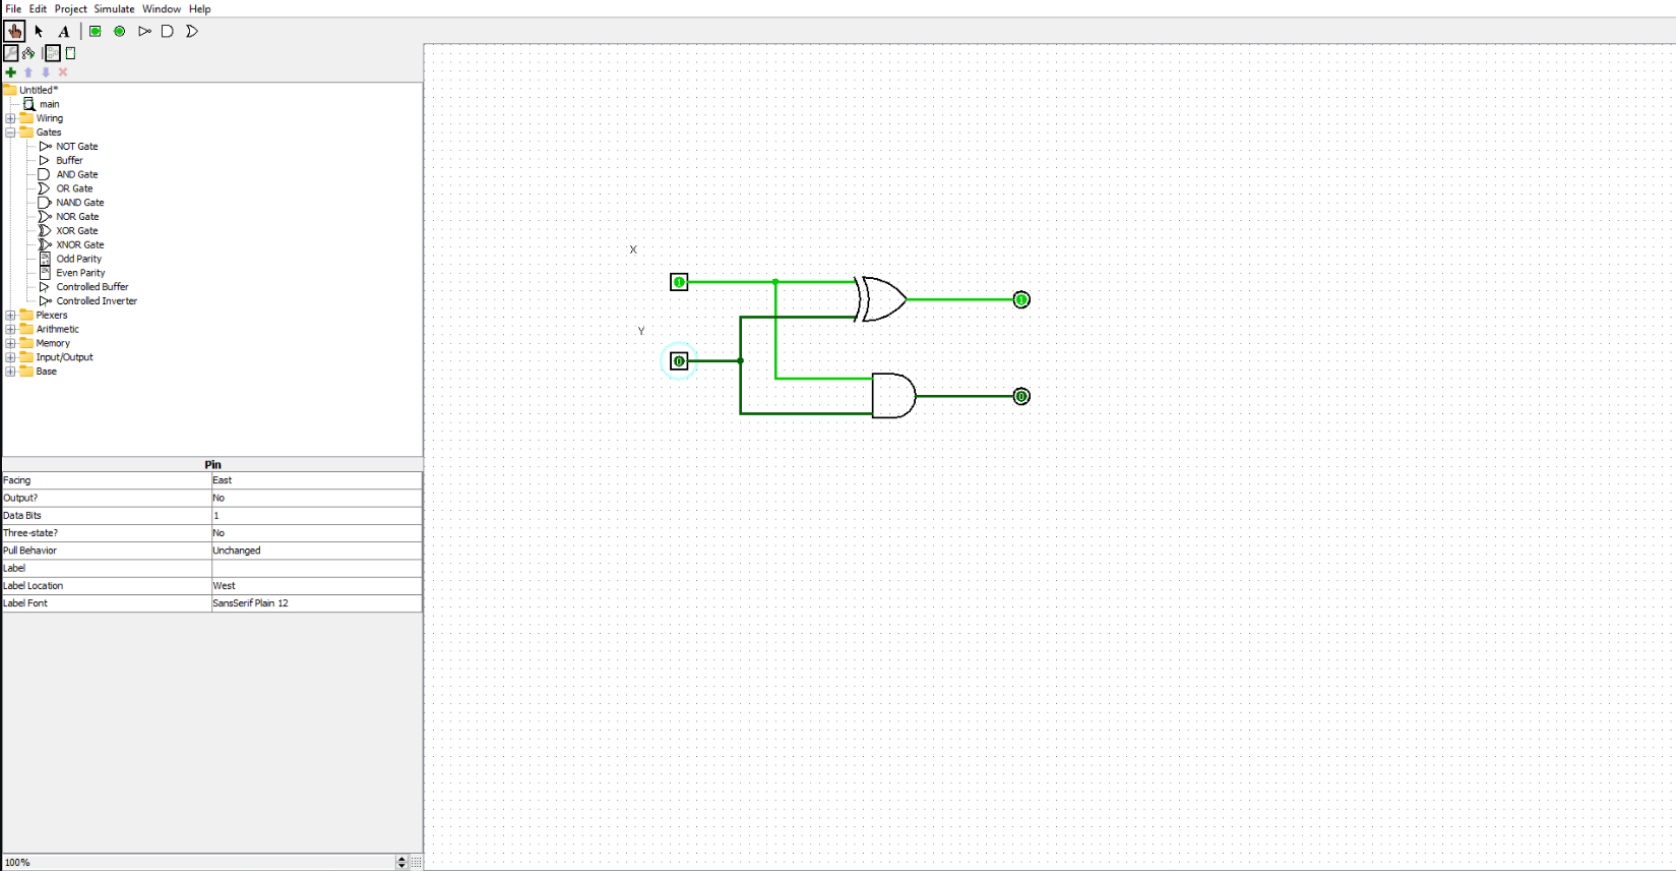 File Edit Project Simulate Window Help
A
Untitled*
main
Wiring
Gates
NOT Gate
Buffer
AND Gate
OR Gate
NAND Gate
NOR Gate
XOR Gate
XNOR Gate
Odd Parity
Even Parity
Controlled Buffer
Controlled Inverter
Plexers
Arithmetic
Memory
Input/Output
Base
X
1
1
Y
0
0
Pin
Facing East
Output? No
Data Bits 1
Three-state? No
Pull Behavior Unchanged
Label
Label Location West
Label Font SansSerif Plain 12
100%